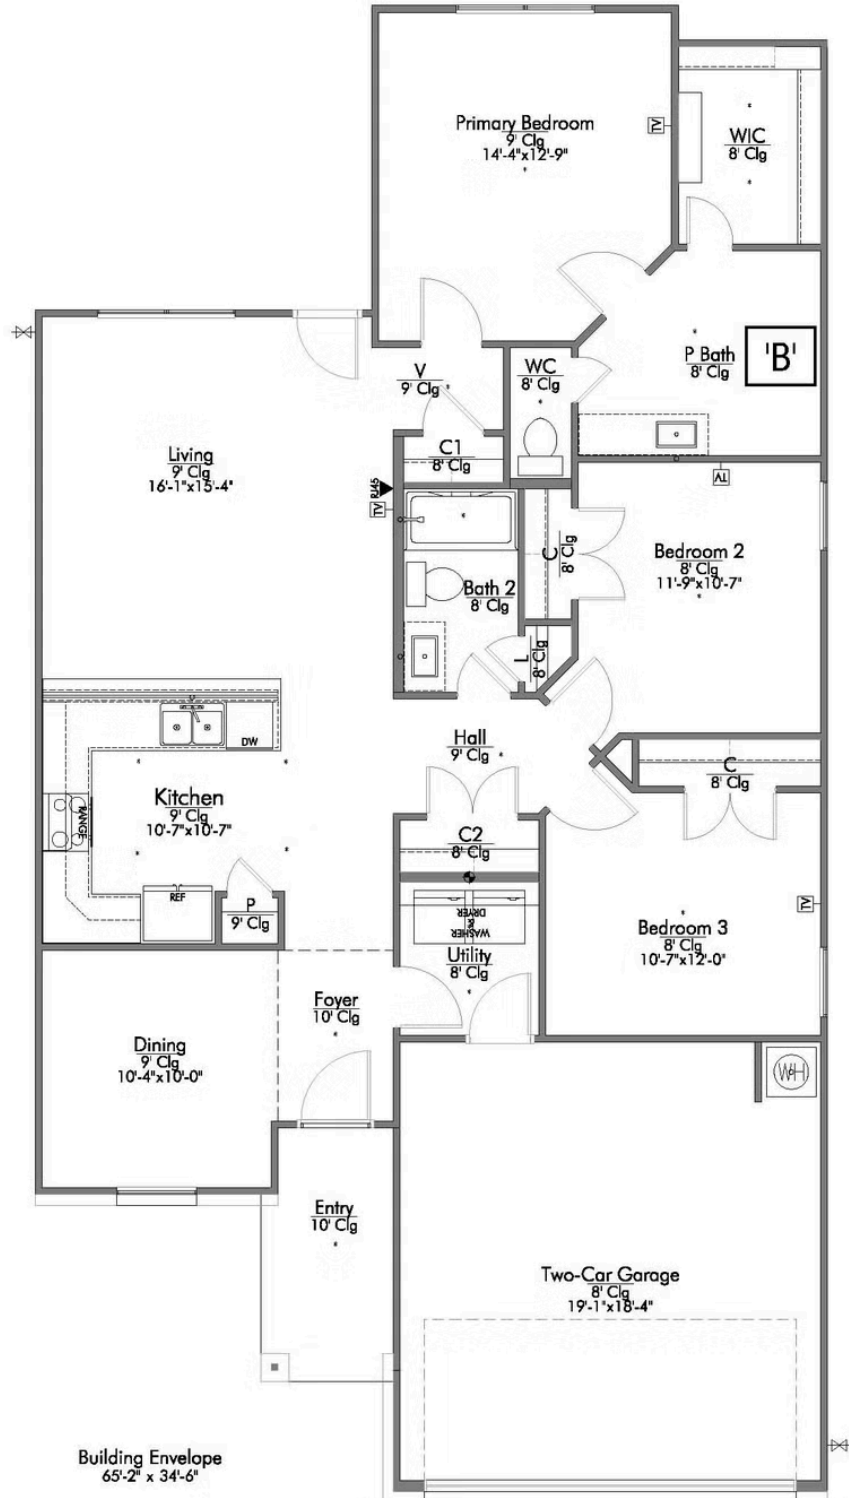 Primary Bedroom
9' Clg
14'-4"x12'-9"
TV
WIC
8' Clg
V
9' Clg
WC
8' Clg
P Bath
8' Clg
'B'
Living
9' Clg
16'-1"x15'-4"
C1
8' Clg
RJ45
TV
TV
C
8' Clg
Bedroom 2
8' Clg
11'-9"x10'-7"
Bath 2
8' Clg
L
8' Clg
DW
Hall
9' Clg
C
8' Clg
Kitchen
9' Clg
10'-7"x10'-7"
RANGE
C2
8' Clg
REF
P
9' Clg
DRYER
WASHER
TV
Bedroom 3
8' Clg
10'-7"x12'-0"
Utility
8' Clg
Foyer
10' Clg
Dining
9' Clg
10'-4"x10'-0"
WH
Entry
10' Clg
Two-Car Garage
8' Clg
19'-1"x18'-4"
Building Envelope
65'-2" x 34'-6"